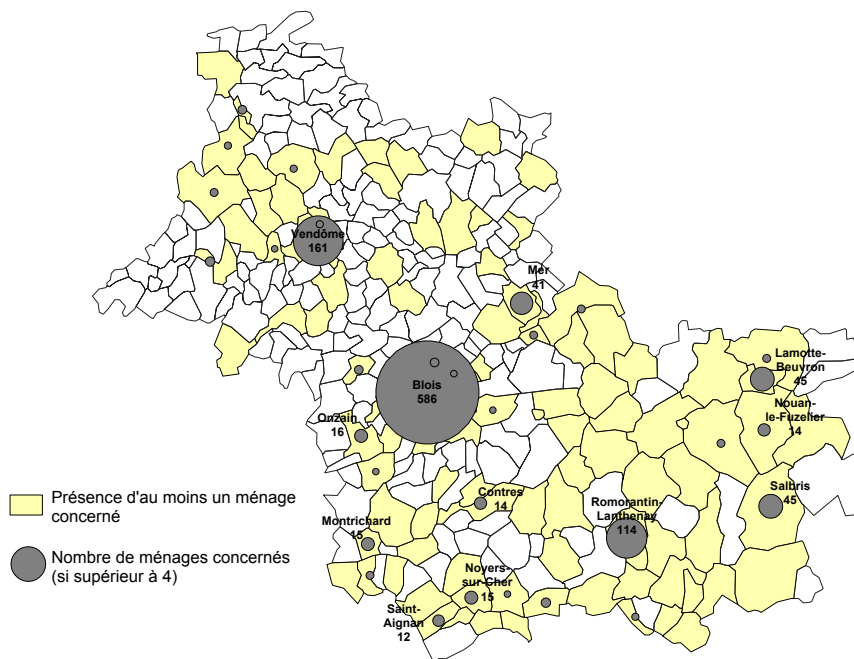 Vendôme
161
Mer
41
Lamotte-
Beuvron
45
Blois
586
Nouan-
le-Fuzelier
14
Onzain
16
Salbris
45
Contres
14
Romorantin-
Lanthenay
114
Présence d'au moins un ménage
concerné
Montrichard
15
Nombre de ménages concernés
(si supérieur à 4)
Noyers-
sur-Cher
15
Saint-
Aignan
12